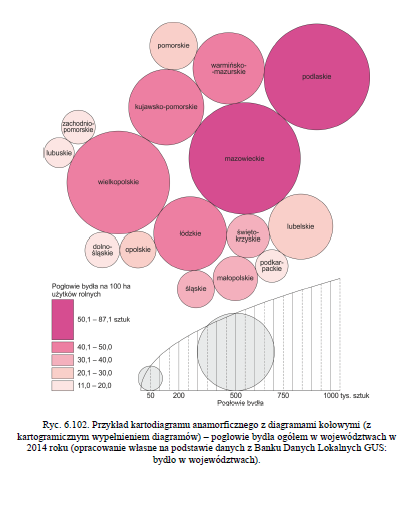 pomorskie
warmińsko-
-mazurskie
podlaskie
kujawsko-pomorskie
zachodnio-
pomorskie
lubuskie
mazowieckie
wielkopolskie
łódzkie
święto-
krzyskie
lubelskie
dolno-
śląskie
opolskie
podkar-
packie
śląskie
małopolskie
Pogłowie bydła na 100 ha
użytków rolnych
50,1 – 87,1 sztuk
40,1 – 50,0
30,1 – 40,0
20,1 – 30,0
11,0 – 20,0
50 200 500 750 1000 tyś. sztuk
Pogłowie bydła
Ryc. 6.102. Przykład kartodiagramu anamorficznego z diagramami kołowymi (z
kartogramicznym wypełnieniem diagramów) – pogłowie bydła ogółem w województwach w
2014 roku (opracowanie własne na podstawie danych z Banku Danych Lokalnych GUS:
bydło w województwach).